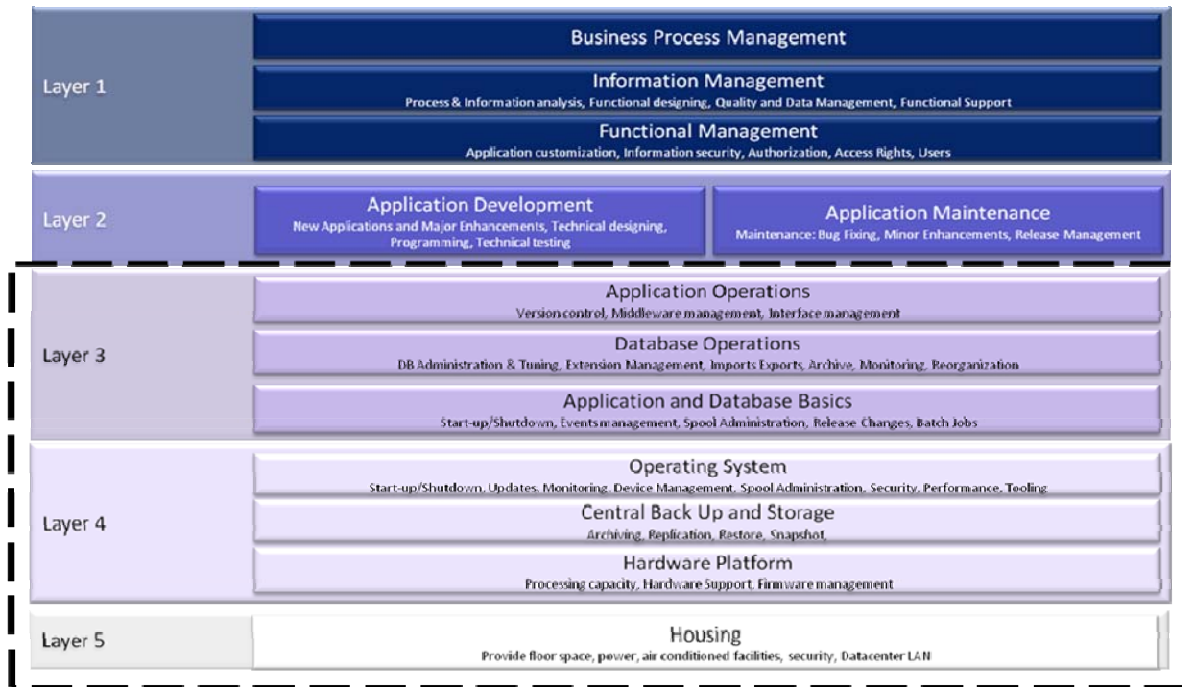 Business Process Management
Layer 1
Information Management
Process & Information analysis, Functional designing, Quality and Data Management, Functional Support
Functional Management
Application customization, Information security, Authorization, Access Rights, Users
Layer 2
Application Development
New Applications and Major Enhancements, Technical designing,
Programming, Technical testing
Application Maintenance
Maintenance: Bug Fixing, Minor Enhancements, Release Management
Layer 3
Application Operations
Version control, Middleware management, Interface management
Database Operations
DB Administration & Tuning, Extension Management, Imports Exports, Archive, Monitoring, Reorganization
Application and Database Basics
Start-up/Shutdown, Events management, Spool Administration, Release Changes, Batch Jobs
Layer 4
Operating System
Start-up/Shutdown, Updates, Monitoring, Device Management, Spool Administration, Security, Performance, Tooling
Central Back Up and Storage
Archiving, Replication, Restore, Snapshot,
Hardware Platform
Processing capacity, Hardware Support, Firmware management
Layer 5
Housing
Provide floor space, power, air conditioned facilities, security, Datacenter LAN